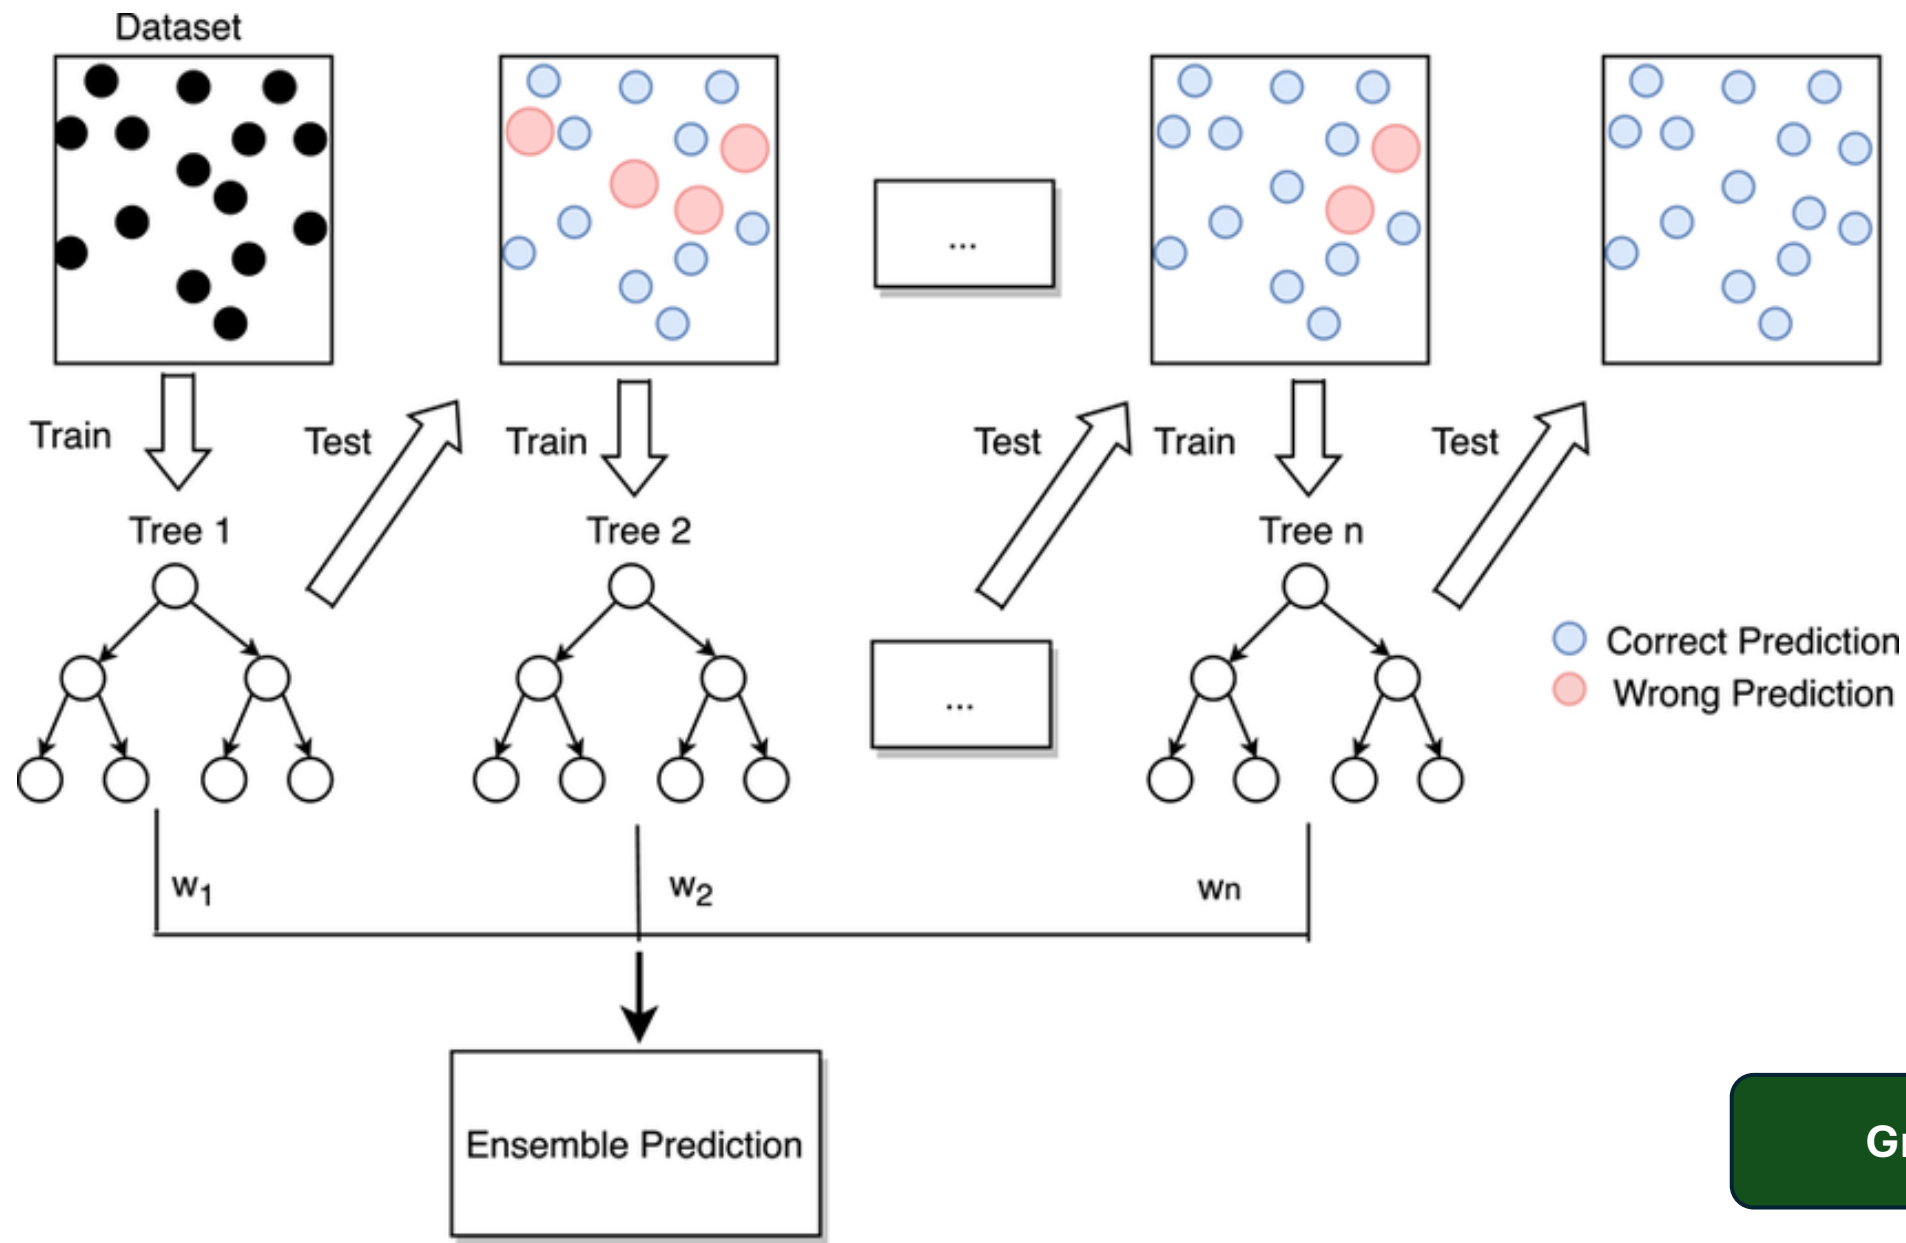 Dataset
...
Train
Test
Train
Test
Train
Test
Tree 1
Tree 2
Tree n
Correct Prediction
Wrong Prediction
...
w1
w2
wn
Ensemble Prediction